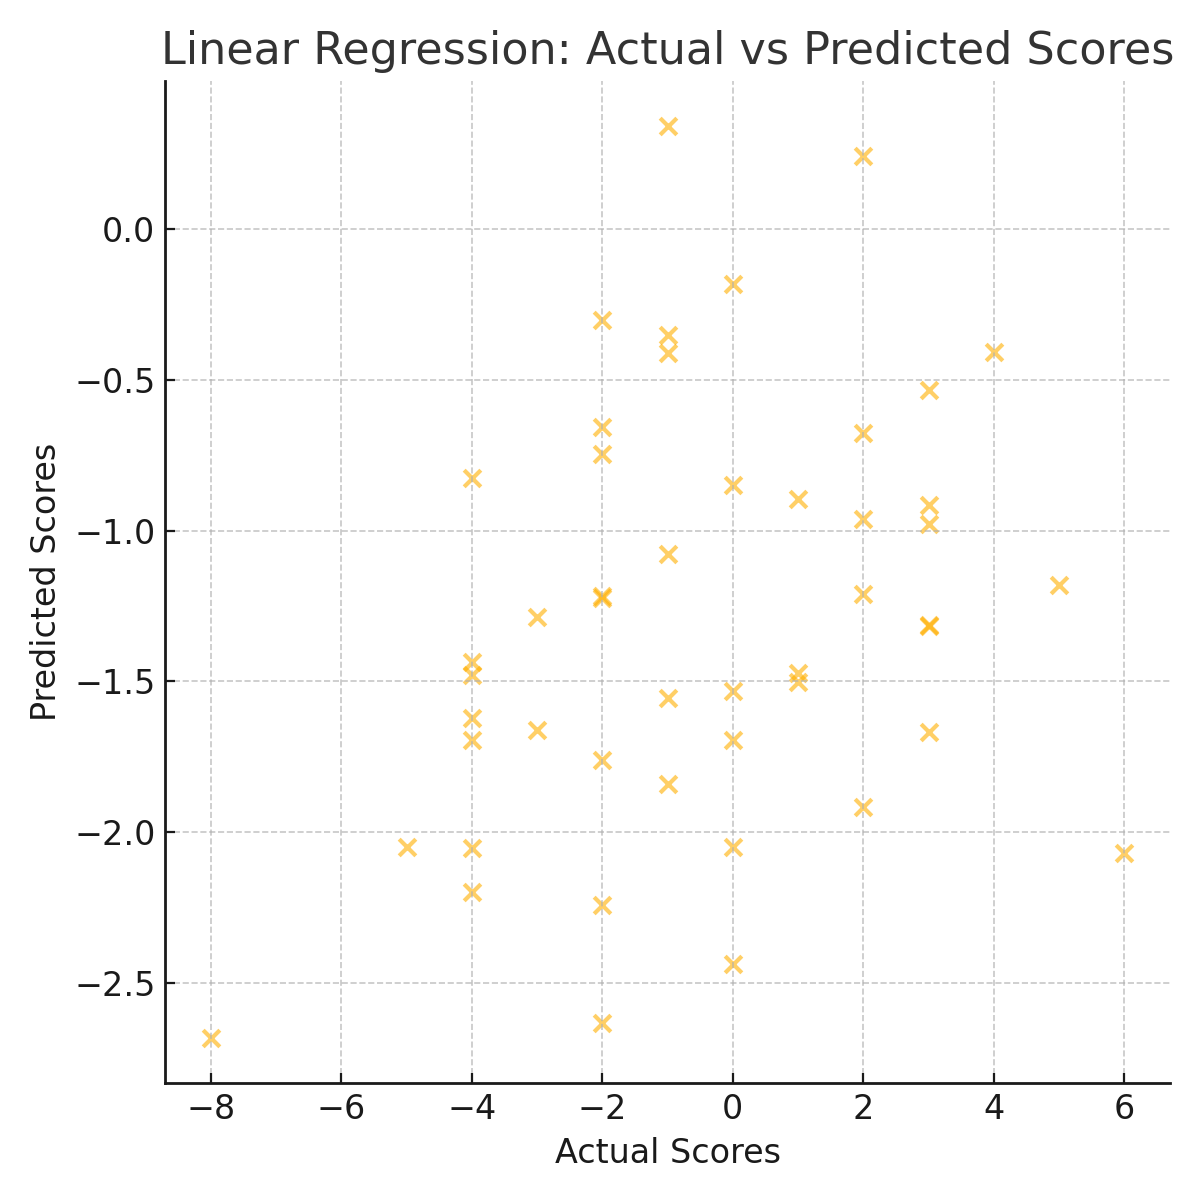 Linear Regression: Actual vs Predicted Scores
0.0
−0.5
−1.0
−1.5
−2.0
−2.5
Predicted Scores
−8 −6 −4 −2 0 2 4 6
Actual Scores